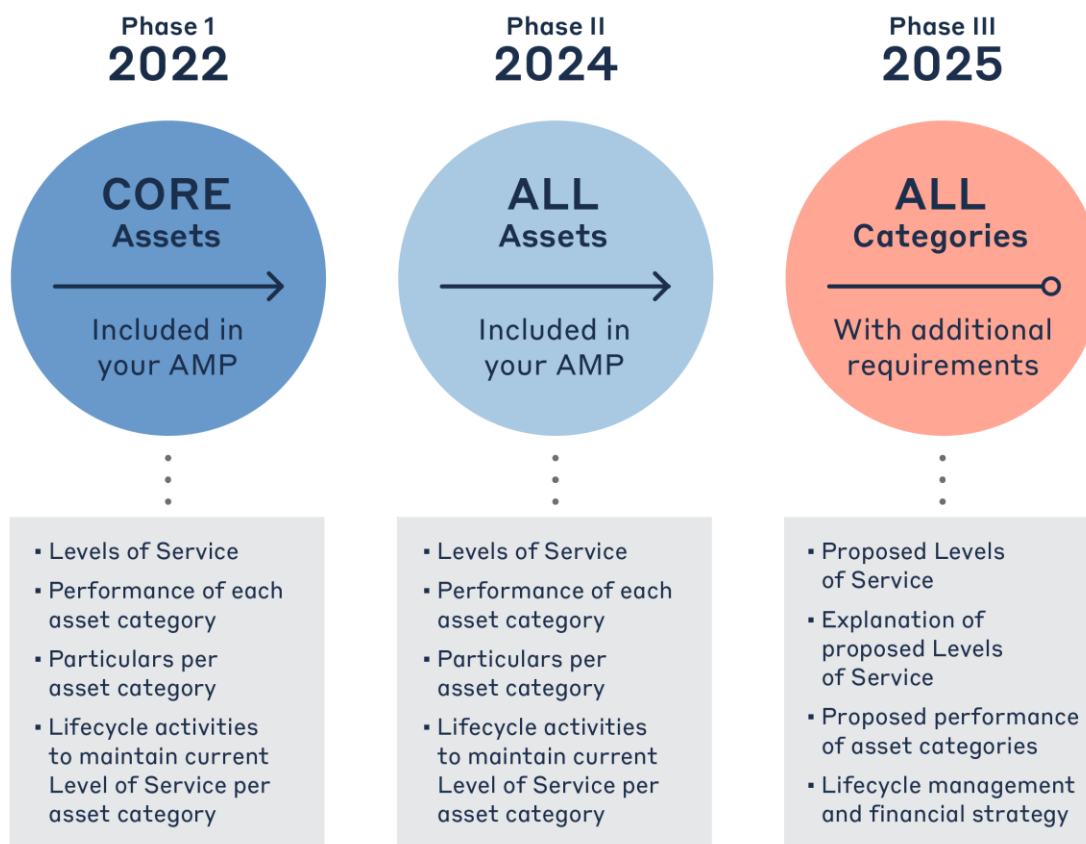 Phase 1
2022
CORE
Assets
Included in
your AMP
▪ Levels of Service
▪ Performance of each
asset category
▪ Particulars per
asset category
▪ Lifecycle activities
to maintain current
Level of Service per
asset category
Phase II
2024
ALL
Assets
Included in
your AMP
▪ Levels of Service
▪ Performance of each
asset category
▪ Particulars per
asset category
▪ Lifecycle activities
to maintain current
Level of Service per
asset category
Phase III
2025
ALL
Categories
With additional
requirements
▪ Proposed Levels
of Service
▪ Explanation of
proposed Levels
of Service
▪ Proposed performance
of asset categories
▪ Lifecycle management
and financial strategy